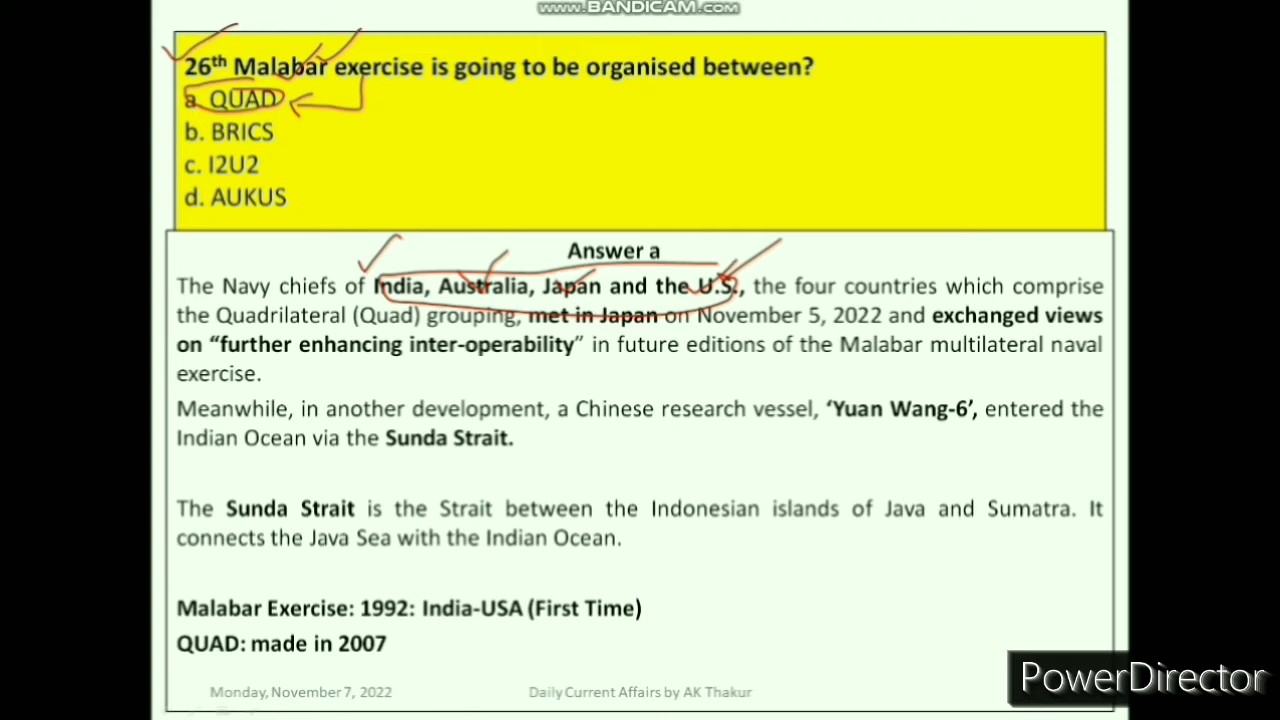 www.BANDICAM.com
26th Malabar exercise is going to be organised between?
a. QUAD
b. BRICS
c. I2U2
d. AUKUS
Answer a
The Navy chiefs of India, Australia, Japan and the U.S., the four countries which comprise
the Quadrilateral (Quad) grouping, met in Japan on November 5, 2022 and exchanged views
on “further enhancing inter-operability” in future editions of the Malabar multilateral naval
exercise.
Meanwhile, in another development, a Chinese research vessel, ‘Yuan Wang-6’, entered the
Indian Ocean via the Sunda Strait.
The Sunda Strait is the Strait between the Indonesian islands of Java and Sumatra. It
connects the Java Sea with the Indian Ocean.
Malabar Exercise: 1992: India-USA (First Time)
QUAD: made in 2007
Monday, November 7, 2022
Daily Current Affairs by AK Thakur
PowerDirector